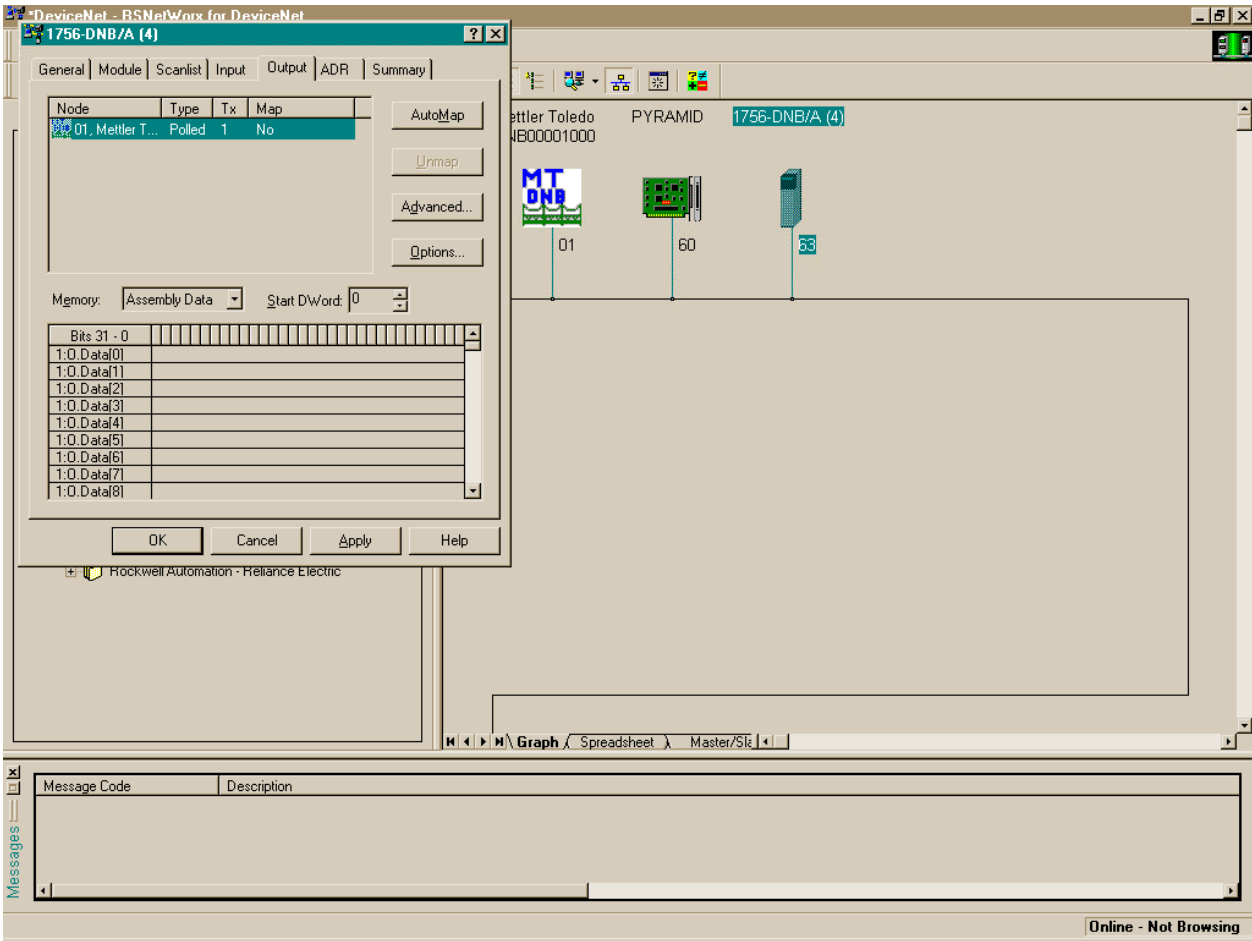 *DeviceNet - RSNetWorx for DeviceNet
1756-DNB/A (4)
General Module Scanlist Input Output ADR Summary
Node Type Tx Map
01, Mettler T... Polled 1 No
AutoMap
Unmap
Advanced...
Options...
Memory: Assembly Data Start DWord: 0
Bits 31 - 0
1:O.Data[0]
1:O.Data[1]
1:O.Data[2]
1:O.Data[3]
1:O.Data[4]
1:O.Data[5]
1:O.Data[6]
1:O.Data[7]
1:O.Data[8]
OK Cancel Apply Help
Rockwell Automation - Reliance Electric
ettler Toledo
NB00001000
PYRAMID
1756-DNB/A (4)
MT
DNB
01
60
63
Graph Spreadsheet Master/Sla
Messages
Message Code Description
Online - Not Browsing